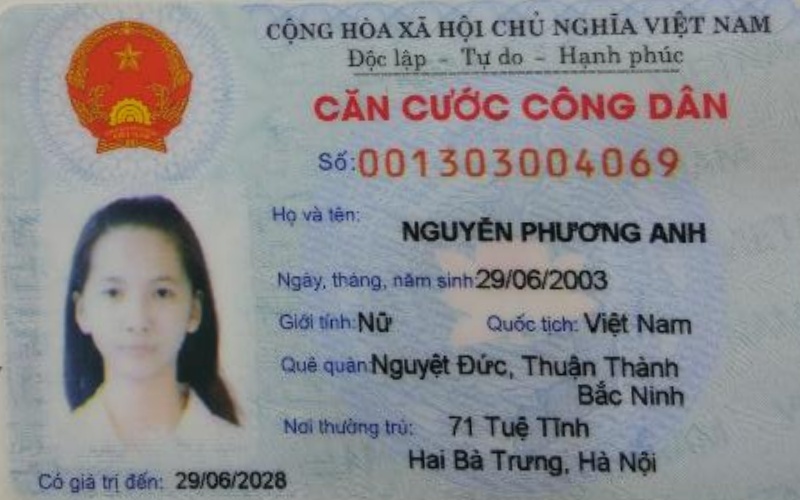 CỘNG HÒA XÃ HỘI CHỦ NGHĨA VIỆT NAM
Độc lập - Tự do - Hạnh phúc
CĂN CƯỚC CÔNG DÂN
Số: 001303004069
Họ và tên: NGUYỄN PHƯƠNG ANH
Ngày, tháng, năm sinh: 29/06/2003
Giới tính: Nữ Quốc tịch: Việt Nam
Quê quán: Nguyệt Đức, Thuận Thành
Bắc Ninh
Nơi thường trú: 71 Tuệ Tĩnh
Hai Bà Trưng, Hà Nội
Có giá trị đến: 29/06/2028